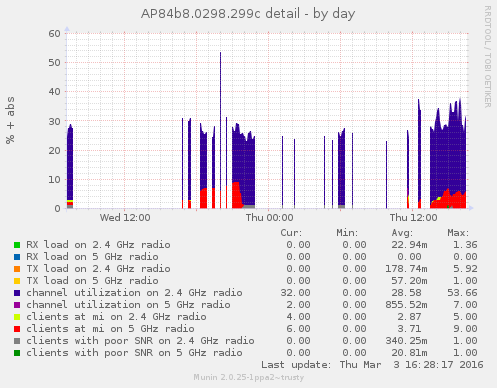 AP84b8.0298.299c detail - by day
RRDTOOL / TOBI OETIKER
% + abs
60
50
40
30
20
10
0
Wed 12:00 Thu 00:00 Thu 12:00
Cur: Min: Avg: Max:
RX load on 2.4 GHz radio 0.00 0.00 22.94m 1.36
RX load on 5 GHz radio 0.00 0.00 0.00 0.00
TX load on 2.4 GHz radio 0.00 0.00 178.74m 5.92
TX load on 5 GHz radio 0.00 0.00 57.20m 1.00
channel utilization on 2.4 GHz radio 32.00 0.00 28.58 53.66
channel utilization on 5 GHz radio 2.00 0.00 855.52m 7.00
clients at mi on 2.4 GHz radio 4.00 0.00 2.87 5.00
clients at mi on 5 GHz radio 6.00 0.00 3.71 9.00
clients with poor SNR on 2.4 GHz radio 0.00 0.00 340.25m 1.00
clients with poor SNR on 5 GHz radio 0.00 0.00 20.81m 1.00
Last update: Thu Mar 3 16:28:17 2016
Munin 2.0.25-1ppa2~trusty